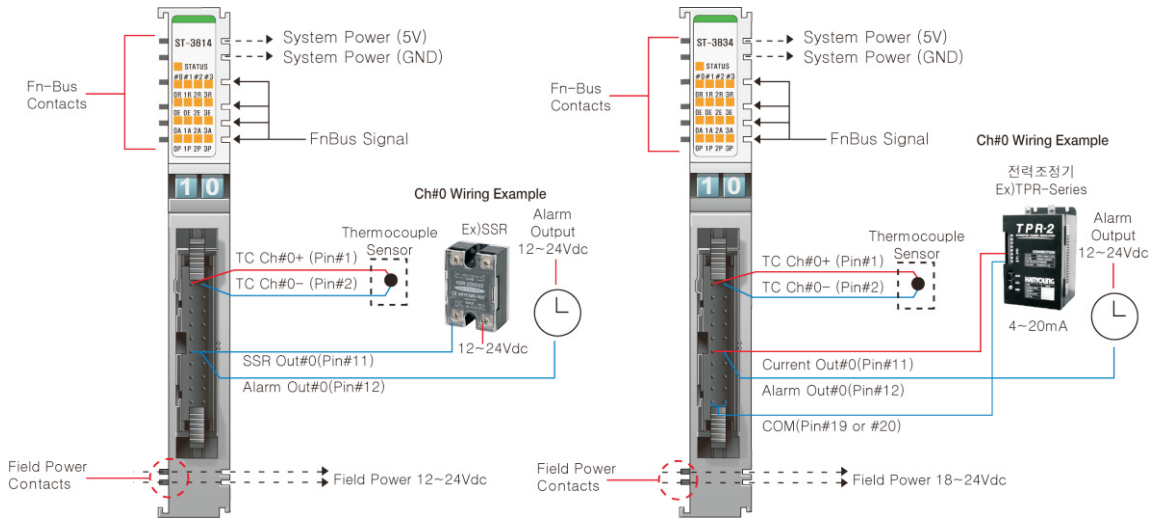 ST-3814
STATUS
#0 #1 #2 #3
0R 1R 2R 3R
0E 0E 2E 3E
0A 1A 2A 3A
0P 1P 2P 3P
System Power (5V)
System Power (GND)
Fn-Bus
Contacts
FnBus Signal
1 0
Ch#0 Wiring Example
Thermocouple
Sensor
Ex)SSR
Alarm
Output
12~24Vdc
TC Ch#0+ (Pin#1)
TC Ch#0- (Pin#2)
12~24Vdc
SSR Out#0(Pin#11)
Alarm Out#0(Pin#12)
Field Power
Contacts
Field Power 12~24Vdc
ST-3834
STATUS
#0 #1 #2 #3
0R 1R 2R 3R
0E 0E 2E 3E
0A 1A 2A 3A
0P 1P 2P 3P
System Power (5V)
System Power (GND)
Fn-Bus
Contacts
FnBus Signal
1 0
Ch#0 Wiring Example
전력조정기
Ex)TPR-Series
Thermocouple
Sensor
TPR-2
HANYOUNG
Alarm
Output
12~24Vdc
TC Ch#0+ (Pin#1)
TC Ch#0- (Pin#2)
4~20mA
Current Out#0(Pin#11)
Alarm Out#0(Pin#12)
COM(Pin#19 or #20)
Field Power
Contacts
Field Power 18~24Vdc